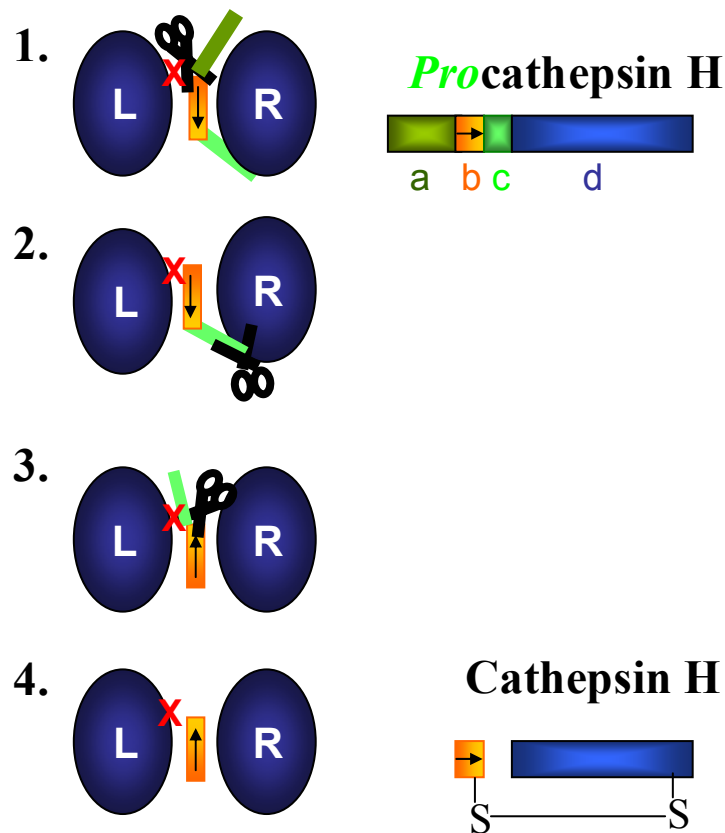 1.
X
L
R
Procathepsin H
a b c d
2.
X
L
R
3.
X
L
R
4.
X
L
R
Cathepsin H
S S